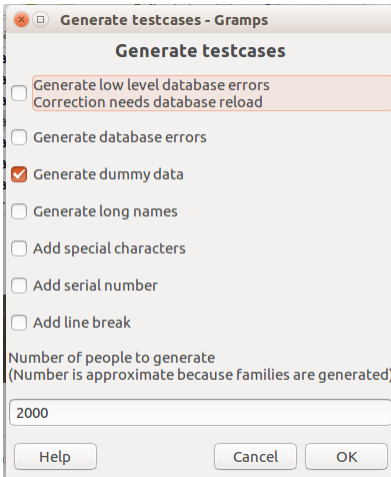 Generate testcases - Gramps
Generate testcases
Generate low level database errors
Correction needs database reload
Generate database errors
Generate dummy data
Generate long names
Add special characters
Add serial number
Add line break
Number of people to generate
(Number is approximate because families are generated)
2000
Help Cancel OK